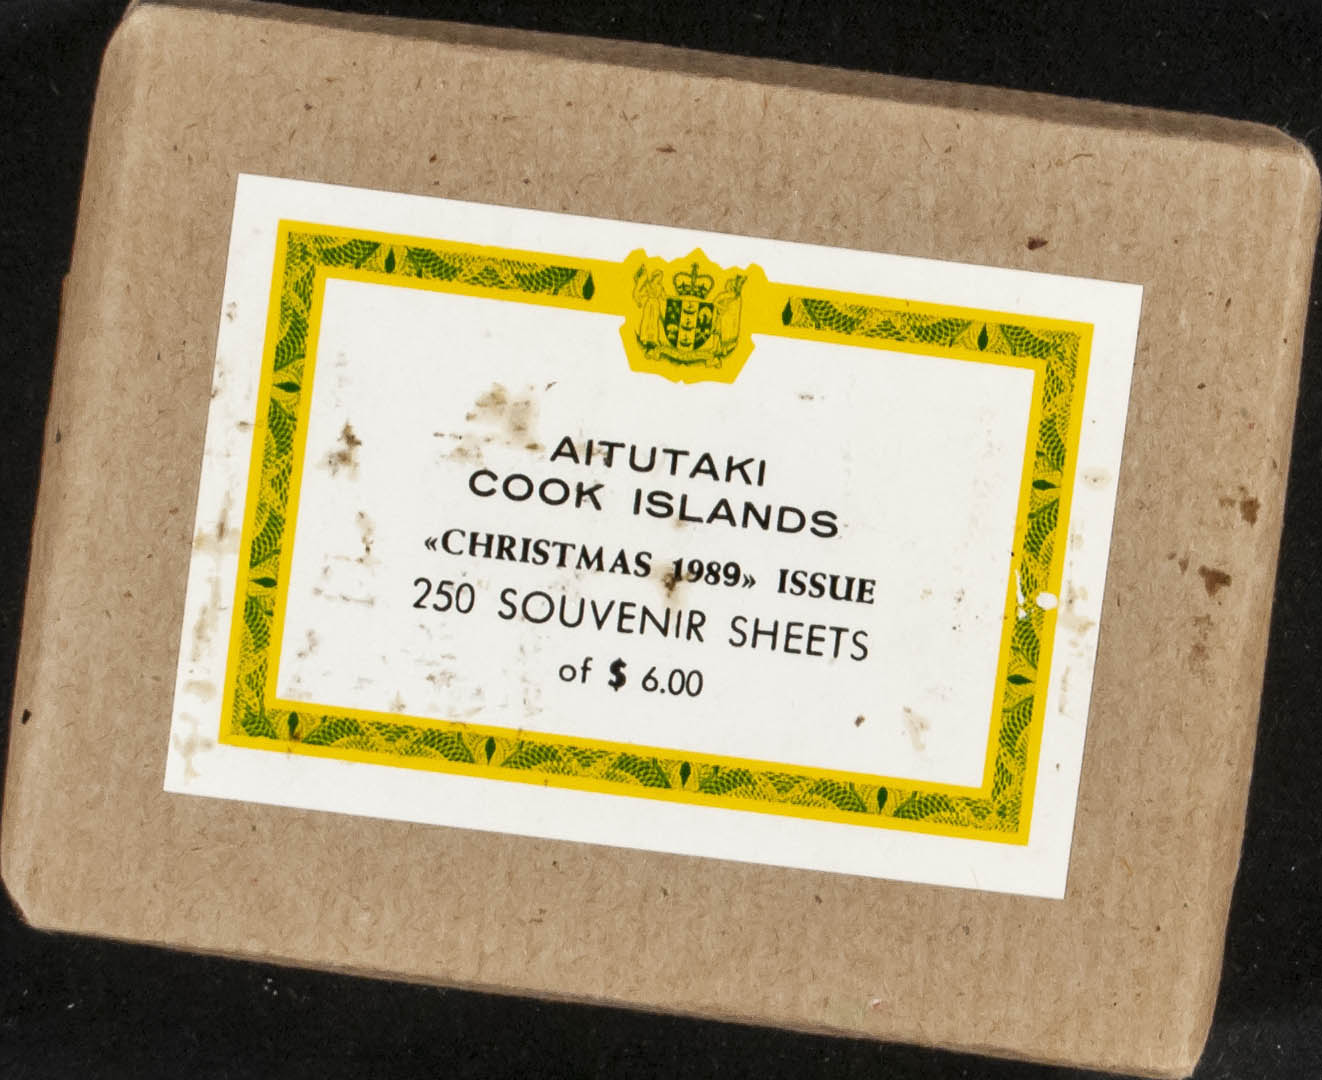 AITUTAKI
COOK ISLANDS
«CHRISTMAS 1989» ISSUE
250 SOUVENIR SHEETS
of $ 6.00